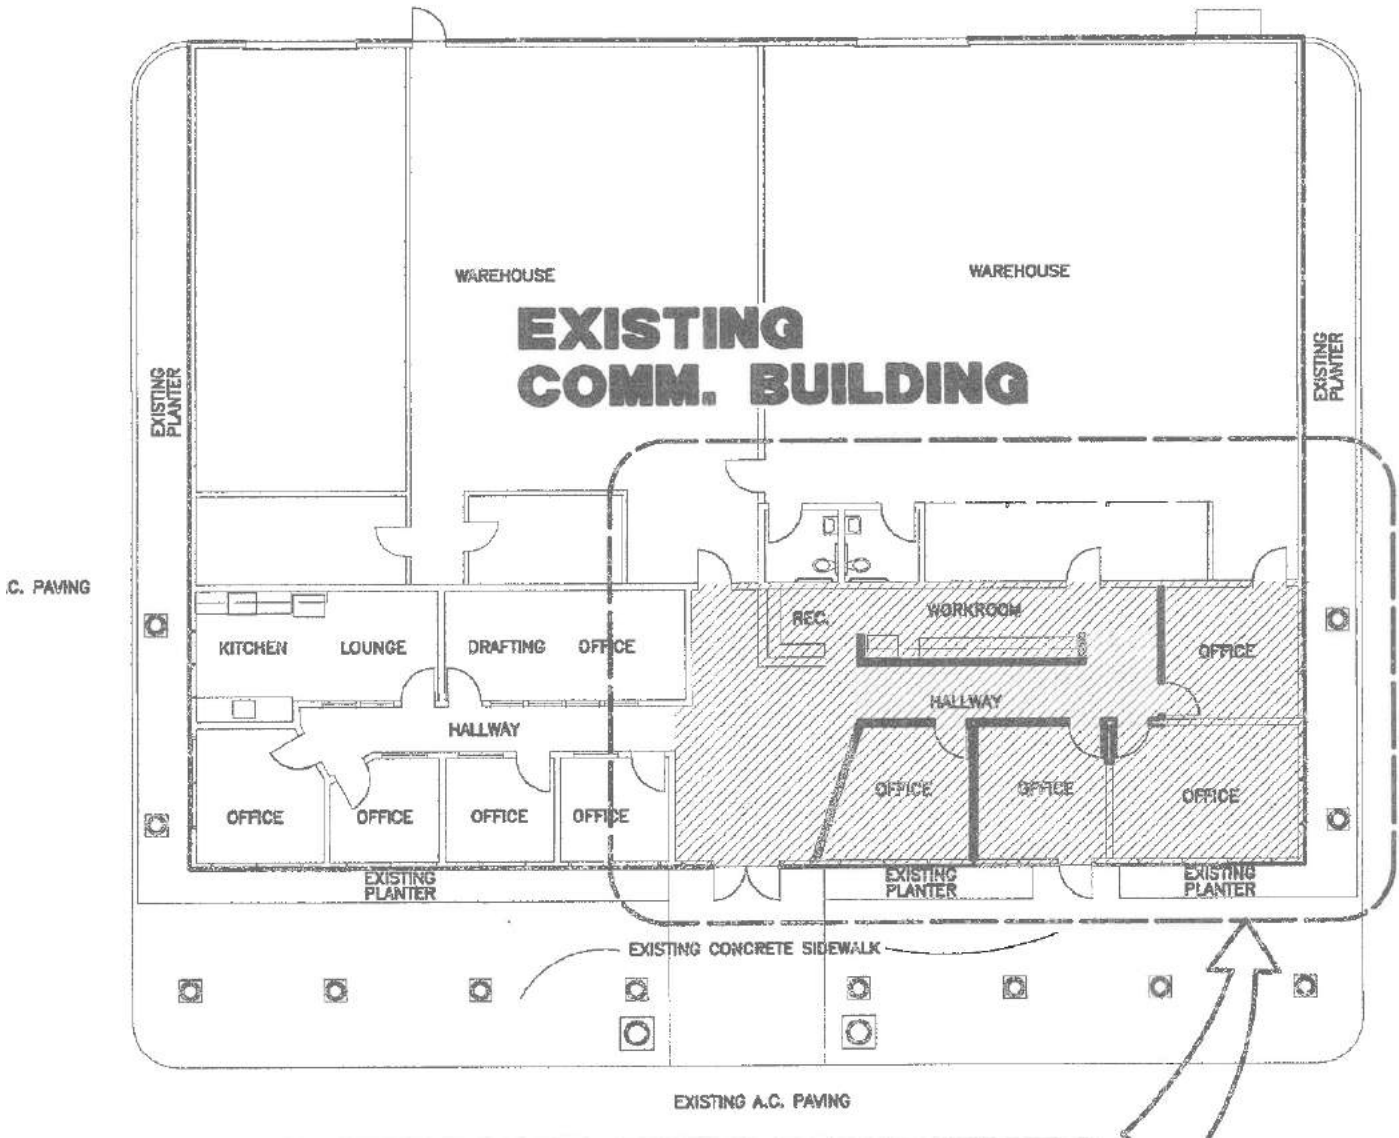 WAREHOUSE
WAREHOUSE
EXISTING
COMM. BUILDING
EXISTING
PLANTER
EXISTING
PLANTER
.C. PAVING
REC.
WORKROOM
KITCHEN
LOUNGE
DRAFTING
OFFICE
OFFICE
HALLWAY
HALLWAY
OFFICE
OFFICE
OFFICE
OFFICE
OFFICE
OFFICE
OFFICE
EXISTING
PLANTER
EXISTING
PLANTER
EXISTING
PLANTER
EXISTING CONCRETE SIDEWALK
EXISTING A.C. PAVING